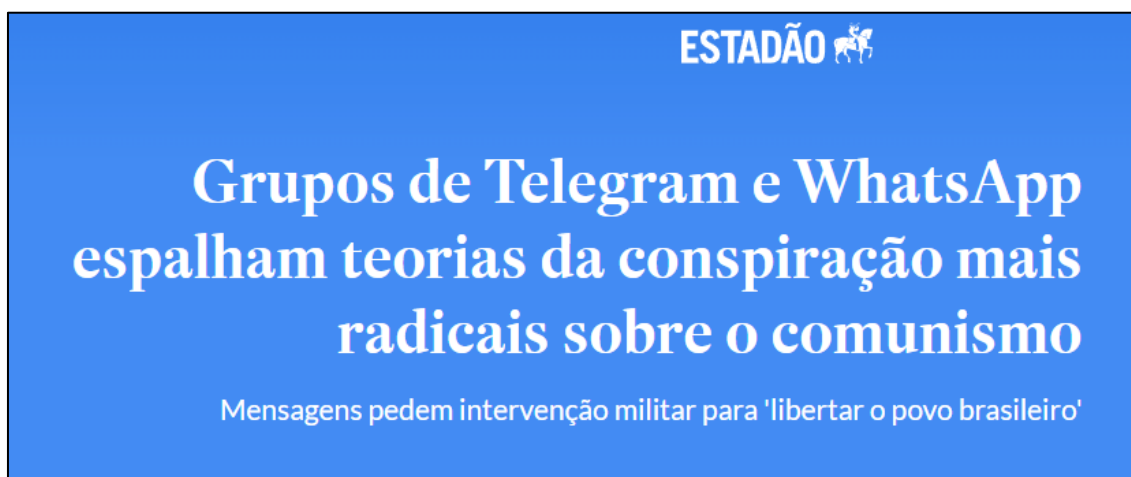 ESTADÃO
Grupos de Telegram e WhatsApp
espalham teorias da conspiração mais
radicais sobre o comunismo
Mensagens pedem intervenção militar para 'libertar o povo brasileiro'